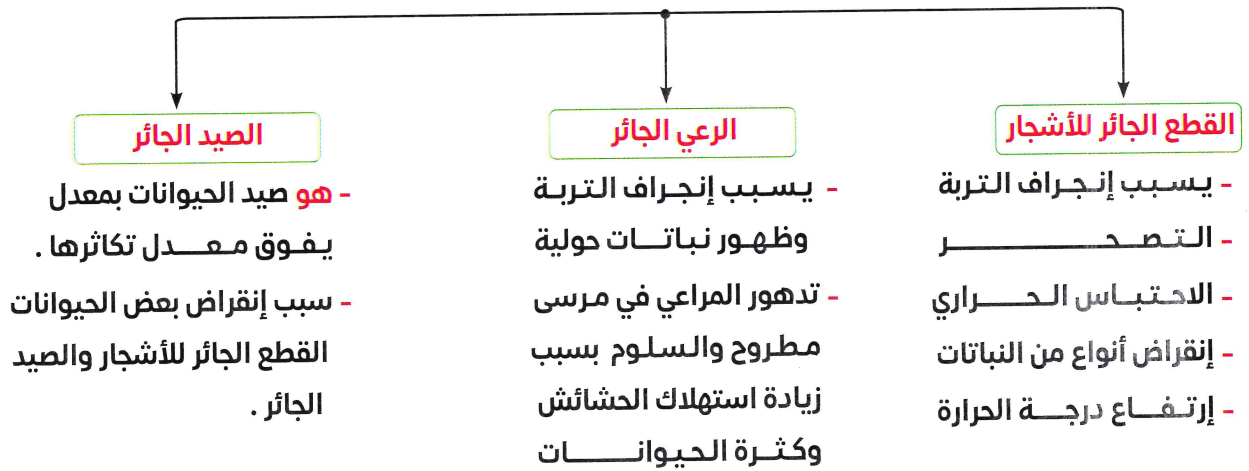 القطع الجائر للأشجار
- يسبب إنجراف التربة
- التصحر
- الاحتباس الحراري
- إنقراض أنواع من النباتات
- إرتفاع درجة الحرارة
الرعي الجائر
- يسبب إنجراف التربة
وظهور نباتات حولية
- تدهور المراعي في مرسى
مطروح والسلوم بسبب
زيادة استهلاك الحشائش
وكثرة الحيوانات
الصيد الجائر
- هو صيد الحيوانات بمعدل
يفوق معدل تكاثرها .
- سبب إنقراض بعض الحيوانات
القطع الجائر للأشجار والصيد
الجائر .